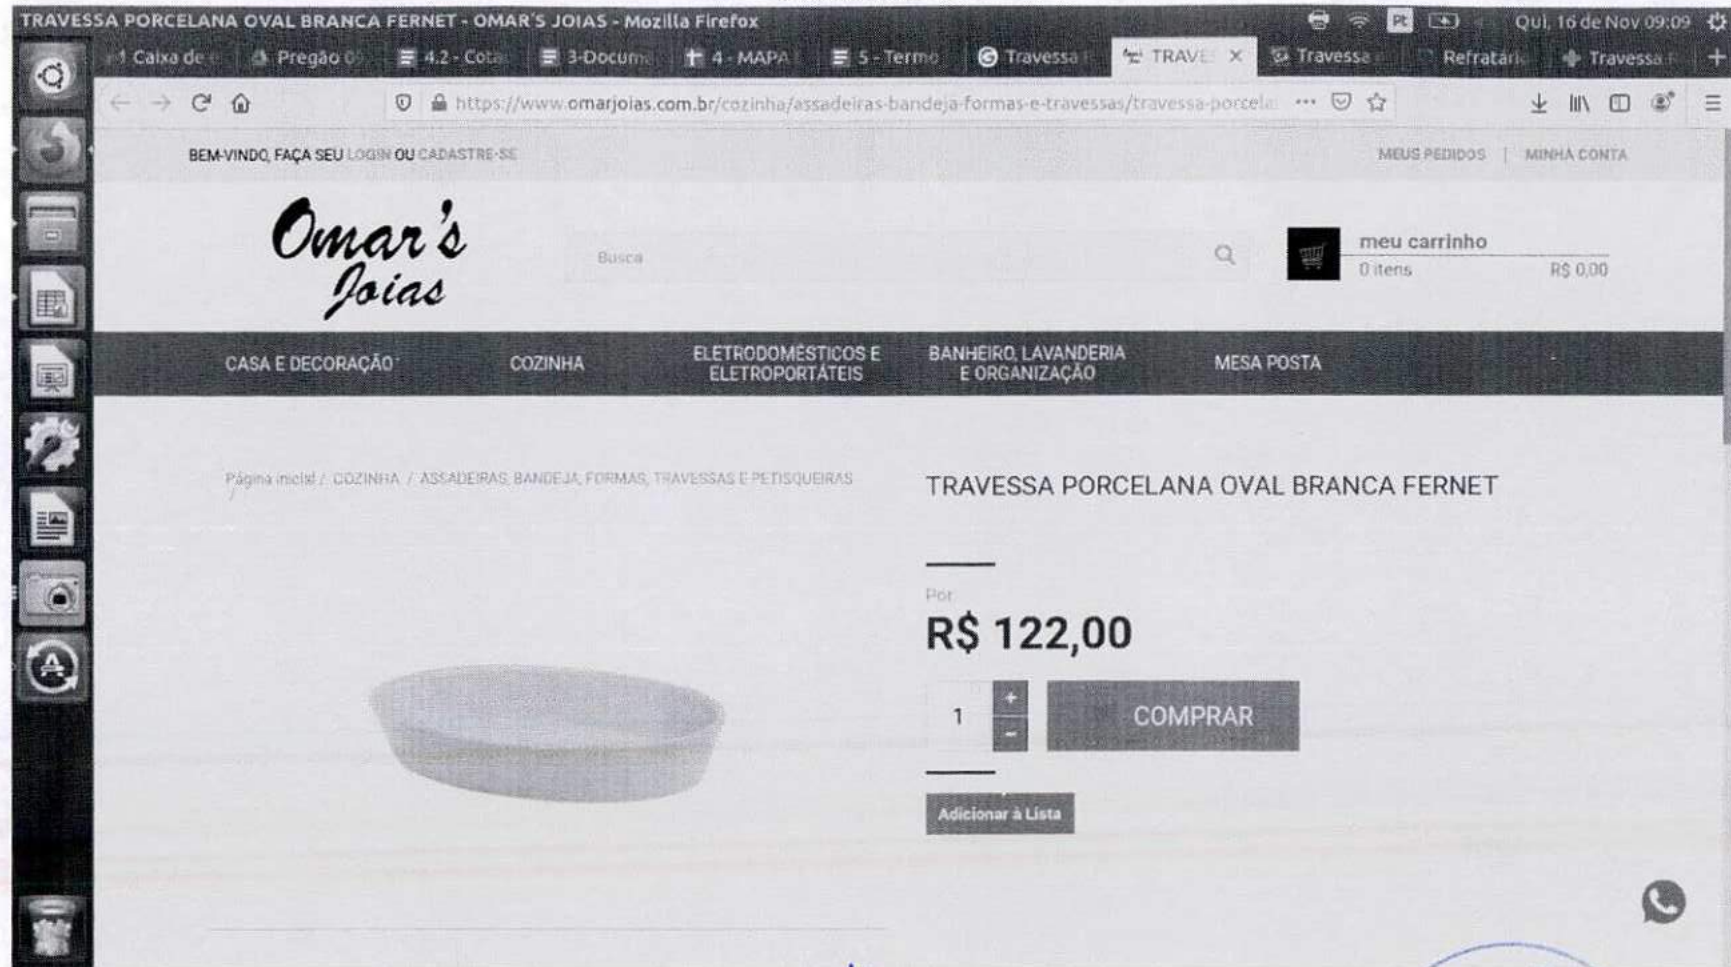 TRAVESSA PORCELANA OVAL BRANCA FERNET - OMAR'S JOIAS - Mozilla Firefox
Pt
Qui, 16 de Nov 09:09
Caixa de
Pregão
4.2 - Cota
3-Docum
4 - MAPA
5 - Termo
Travessa
TRAVES
Travessa
Refratári
Travessa
https://www.omarjoias.com.br/cozinha/assadeiras-bandeja-formas-e-travessas/travessa-porcela
BEM-VINDO, FAÇA SEU LOGIN OU CADASTRE-SE
MEUS PEDIDOS | MINHA CONTA
Omar's
Joias
Busca
meu carrinho
0 itens
R$ 0,00
CASA E DECORAÇÃO
COZINHA
ELETRODOMÉSTICOS E
ELETROPORTÁTEIS
BANHEIRO, LAVANDERIA
E ORGANIZAÇÃO
MESA POSTA
Página inicial / COZINHA / ASSADEIRAS, BANDEJA, FORMAS, TRAVESSAS E PETISQUEIRAS
/
TRAVESSA PORCELANA OVAL BRANCA FERNET
Por:
R$ 122,00
1
+
-
COMPRAR
Adicionar à Lista